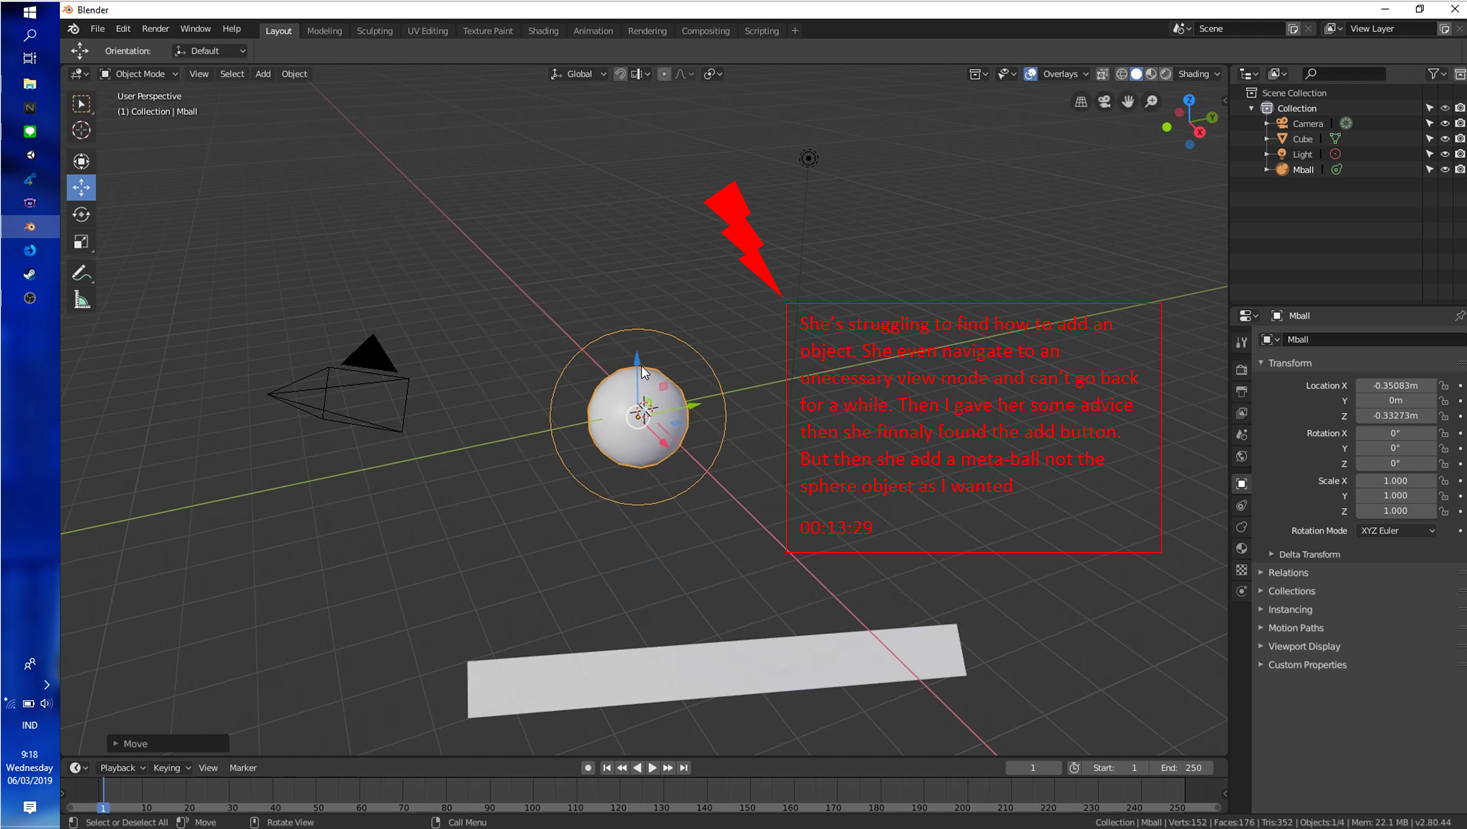 Blender
File Edit Render Window Help
Layout Modeling Sculpting UV Editing Texture Paint Shading Animation Rendering Compositing Scripting +
Scene
View Layer
Orientation: Default
Object Mode View Select Add Object
Global
Overlays
Shading
User Perspective
(1) Collection | Mball
Z
Y
X
Scene Collection
Collection
Camera
Cube
Light
Mball
She's struggling to find how to add an
object. She even navigate to an
unecessary view mode and can't go back
for a while. Then I gave her some advice
then she finnaly found the add button.
But then she add a meta-ball not the
sphere object as I wanted
00:13:29
Mball
Mball
Transform
Location X -0.35083m
Y 0m
Z -0.33273m
Rotation X 0°
Y 0°
Z 0°
Scale X 1.000
Y 1.000
Z 1.000
Rotation Mode XYZ Euler
Delta Transform
Relations
Collections
Instancing
Motion Paths
Viewport Display
Custom Properties
Move
IND
9:18
Wednesday
06/03/2019
Playback Keying View Marker
1 Start: 1 End: 250
1 10 20 30 40 50 60 70 80 90 100 110 120 130 140 150 160 170 180 190 200 210 220 230 240 250
Select or Deselect All Move Rotate View Call Menu
Collection | Mball | Verts:152 | Faces:176 | Tris:352 | Objects:1/4 | Mem: 22.1 MB | v2.80.44